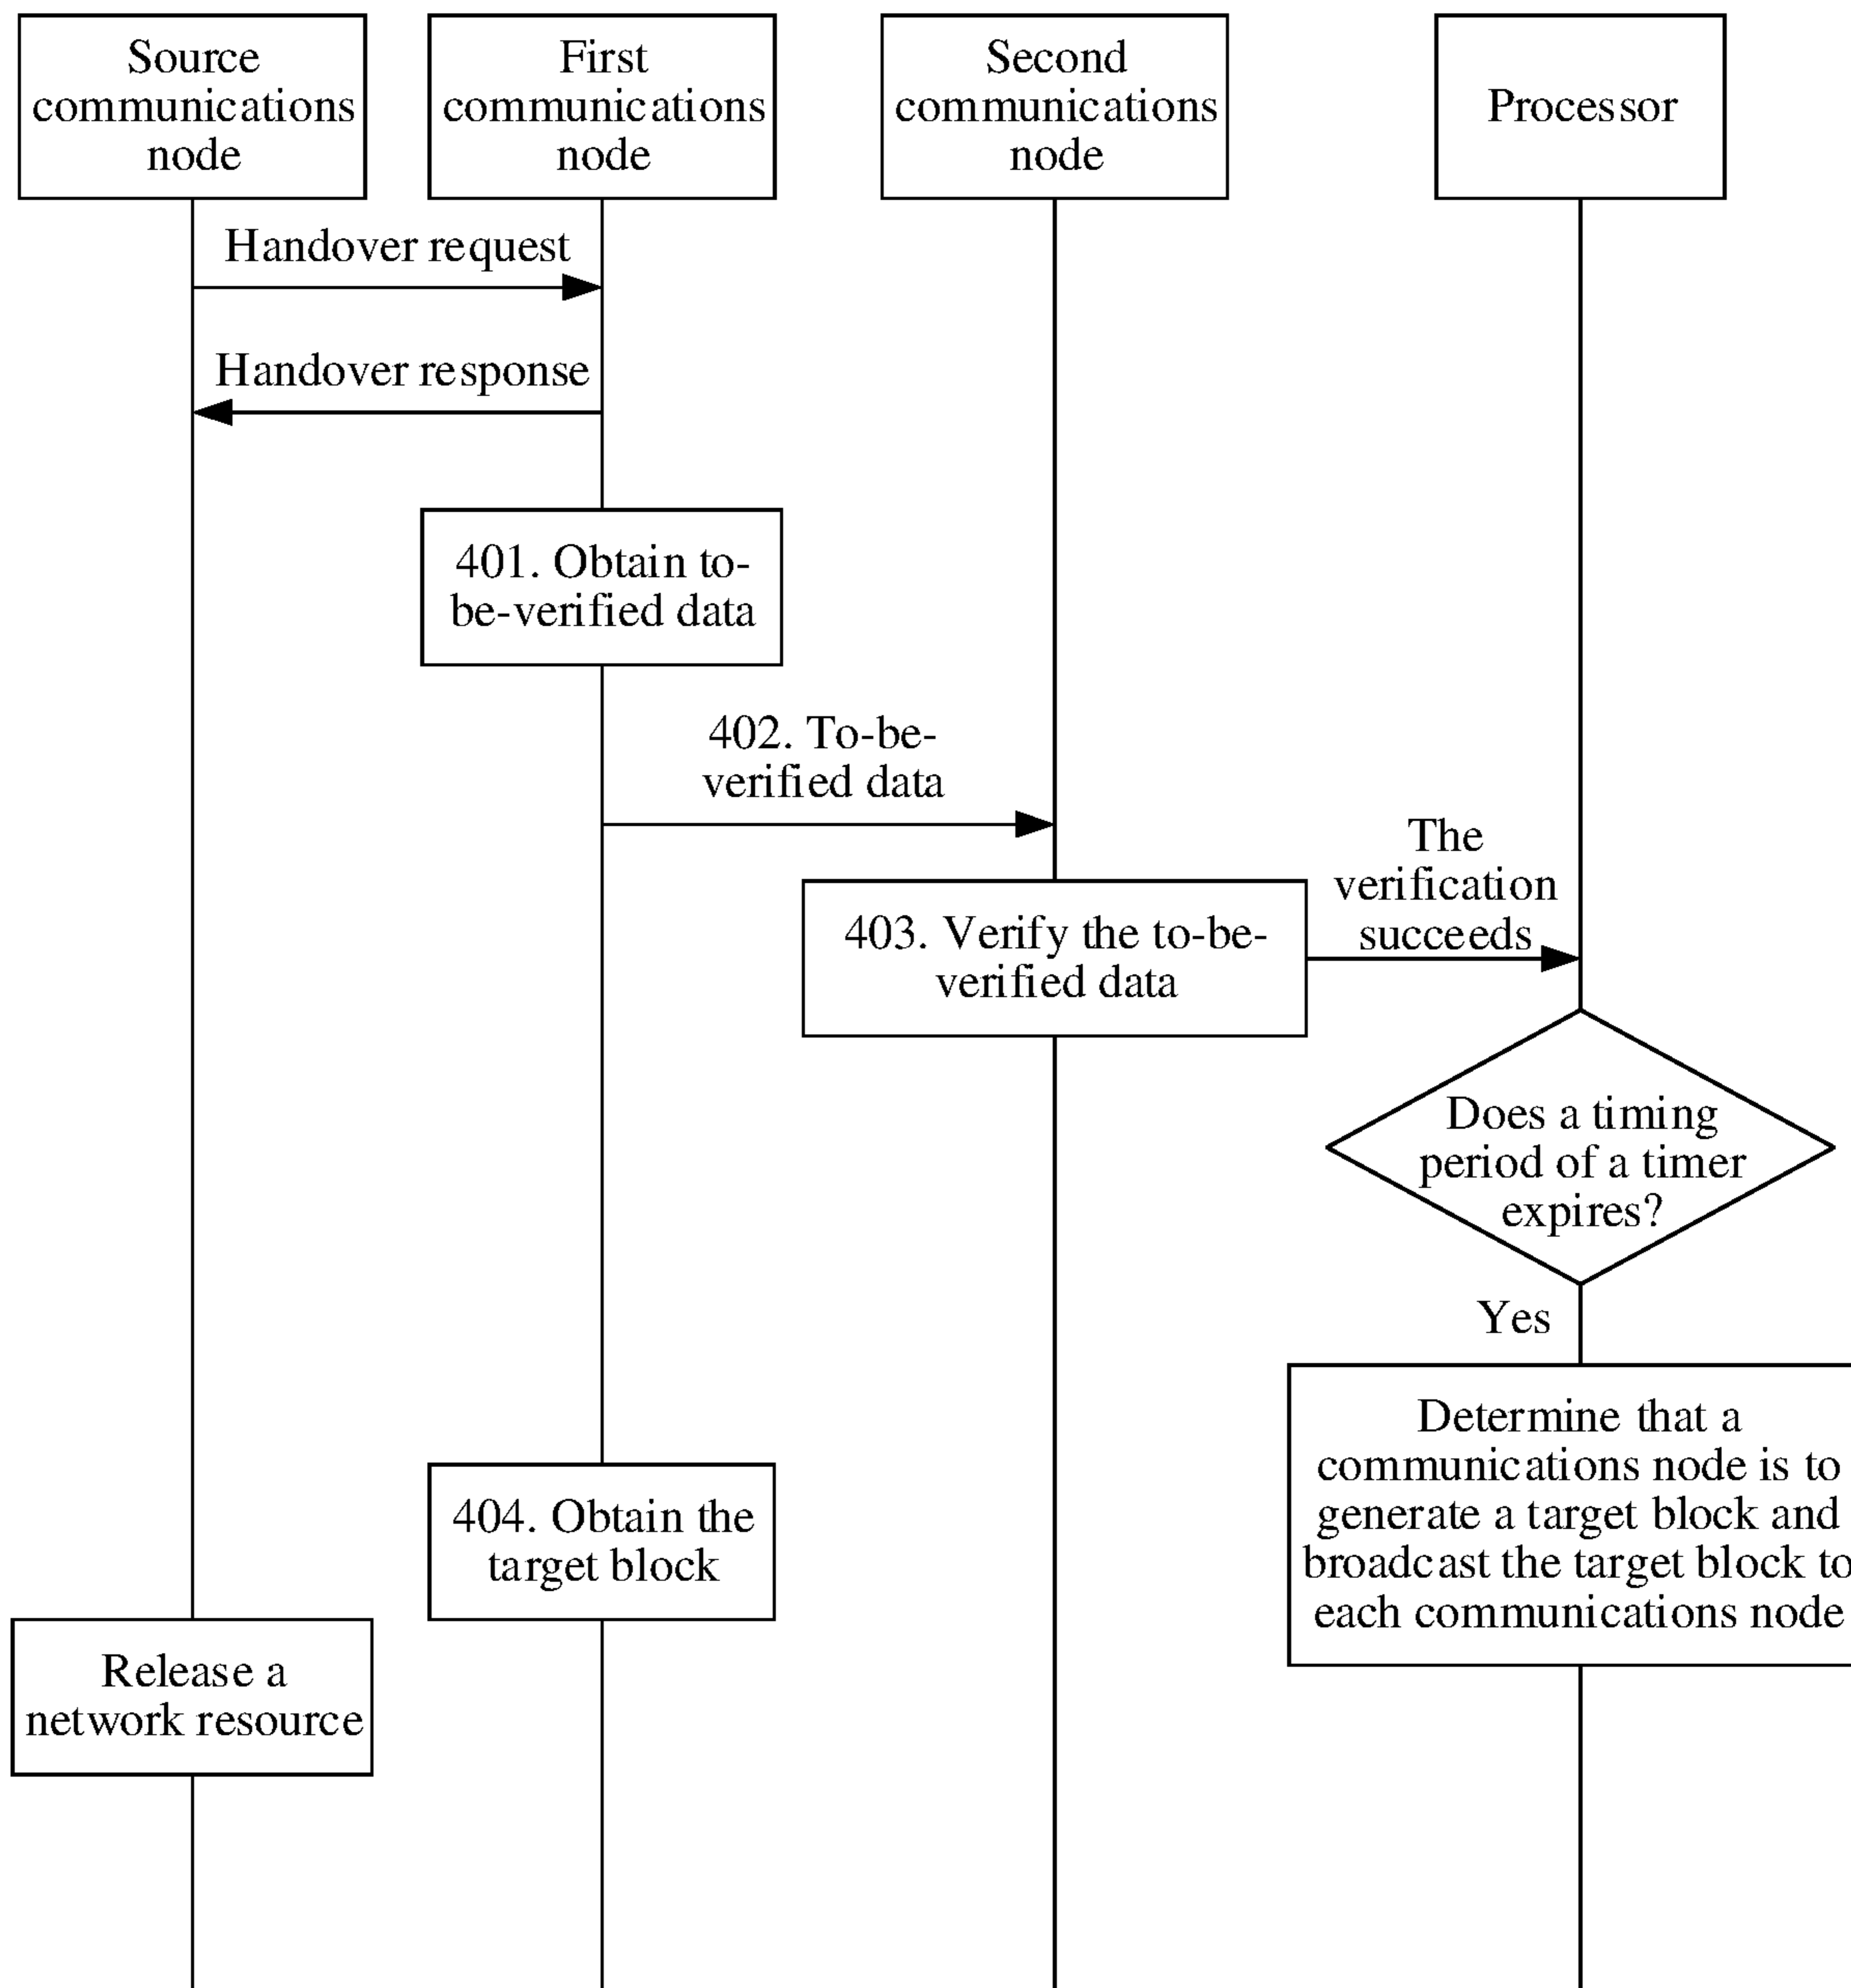 Source
communications
node
First
communications
node
Second
communications
node
Processor
Handover request
Handover response
401. Obtain to-
be-verified data
402. To-be-
verified data
The
verification
succeeds
403. Verify the to-be-
verified data
Does a timing
period of a timer
expires?
Yes
Determine that a
communications node is to
generate a target block and
broadcast the target block to
each communications node
404. Obtain the
target block
Release a
network resource